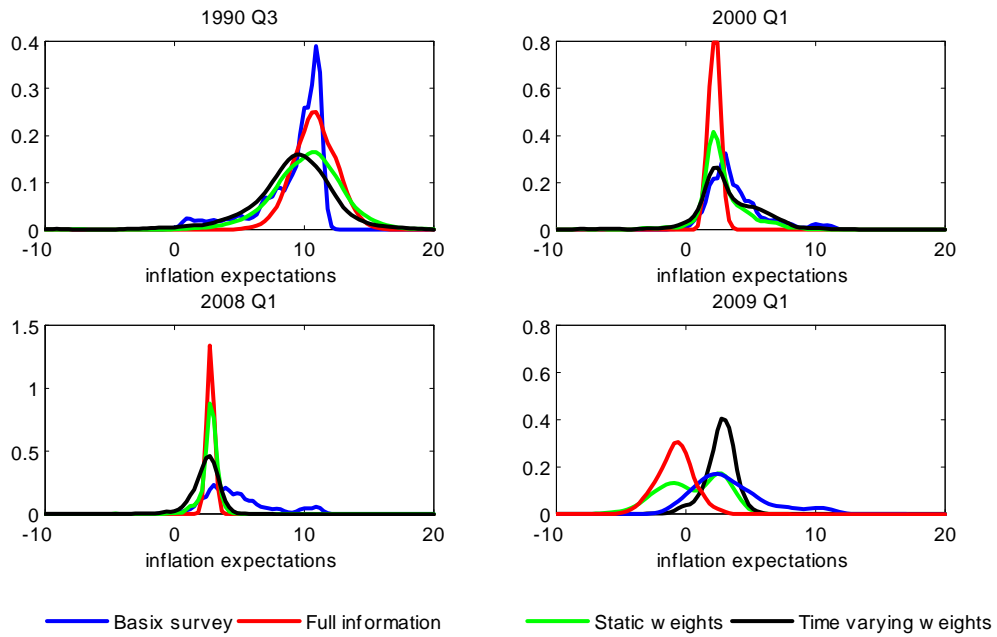 1990 Q3
0.4
0.3
0.2
0.1
0
-10 0 10 20
inflation expectations
2000 Q1
0.8
0.6
0.4
0.2
0
-10 0 10 20
inflation expectations
2008 Q1
1.5
1
0.5
0
-10 0 10 20
inflation expectations
2009 Q1
0.8
0.6
0.4
0.2
0
-10 0 10 20
inflation expectations
Basix survey Full information Static w eights Time varying w eights